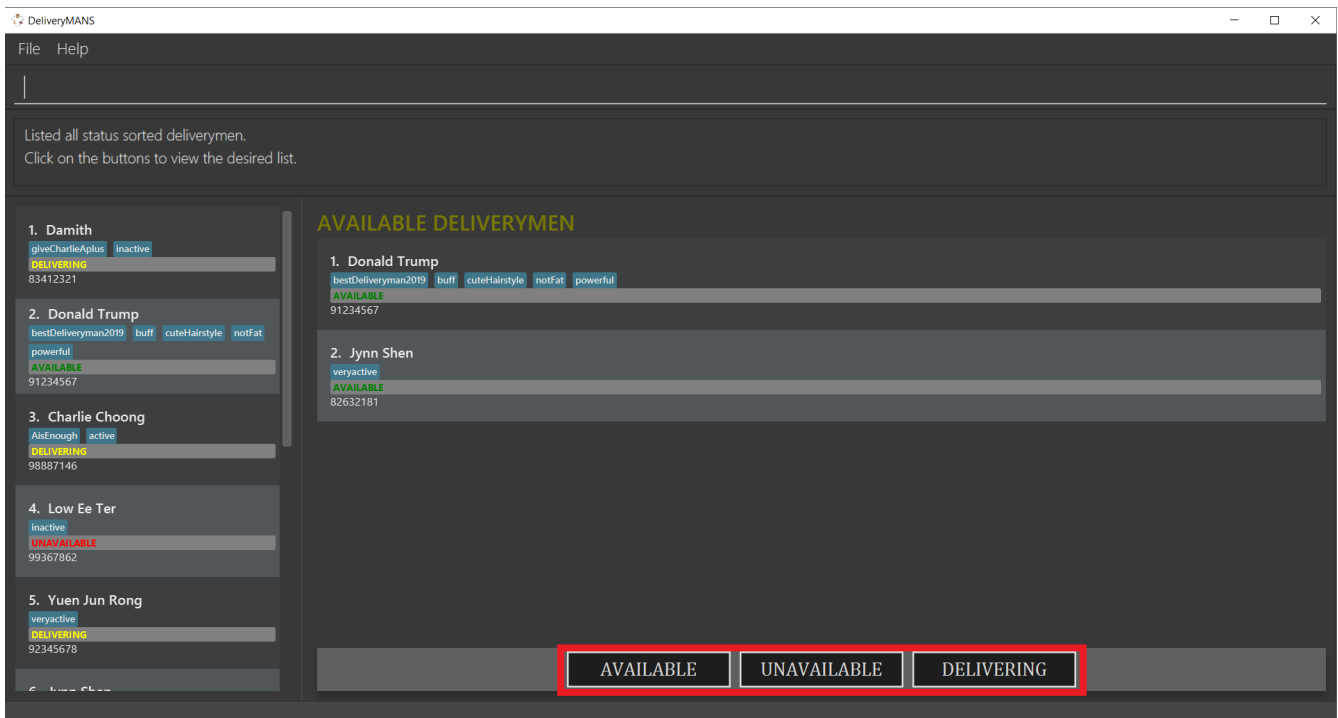 DeliveryMANS
File Help
Listed all status sorted deliverymen.
Click on the buttons to view the desired list.
1. Damith
giveCharlieAplus inactive
DELIVERING
83412321
2. Donald Trump
bestDeliveryman2019 buff cuteHairstyle notFat
powerful
AVAILABLE
91234567
3. Charlie Choong
AisEnough active
DELIVERING
98887146
4. Low Ee Ter
inactive
UNAVAILABLE
99367862
5. Yuen Jun Rong
veryactive
DELIVERING
92345678
6. Jynn Shen
AVAILABLE DELIVERYMEN
1. Donald Trump
bestDeliveryman2019 buff cuteHairstyle notFat powerful
AVAILABLE
91234567
2. Jynn Shen
veryactive
AVAILABLE
82632181
AVAILABLE UNAVAILABLE DELIVERING